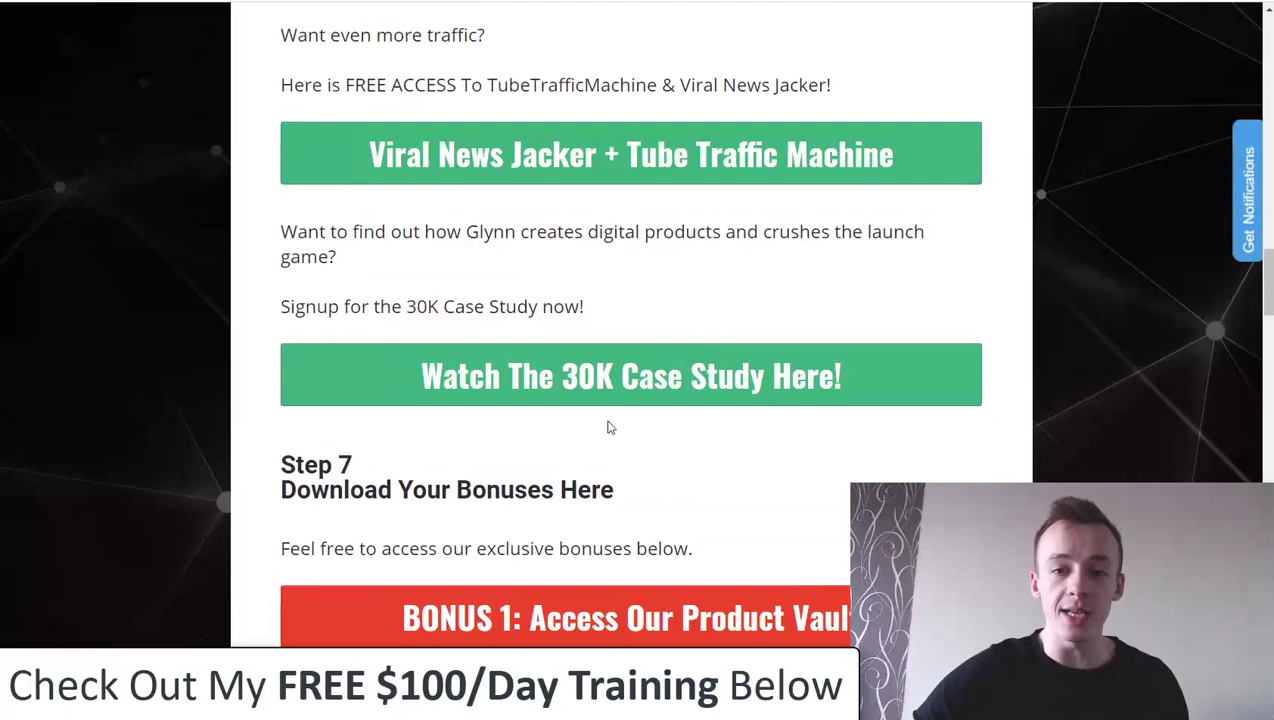 Want even more traffic?
Here is FREE ACCESS To TubeTrafficMachine & Viral News Jacker!
Viral News Jacker + Tube Traffic Machine
Want to find out how Glynn creates digital products and crushes the launch
game?
Signup for the 30K Case Study now!
Watch The 30K Case Study Here!
Step 7
Download Your Bonuses Here
Feel free to access our exclusive bonuses below.
BONUS 1: Access Our Product Vaul
Check Out My FREE $100/Day Training Below
Get Notifications